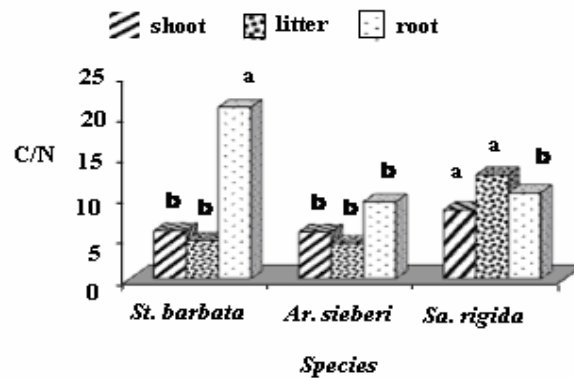 shoot litter root
a
25
20
C/N 15
a
b b b b a b
10
b b
5
0
St. barbata Ar. sieberi Sa. rigida
Species